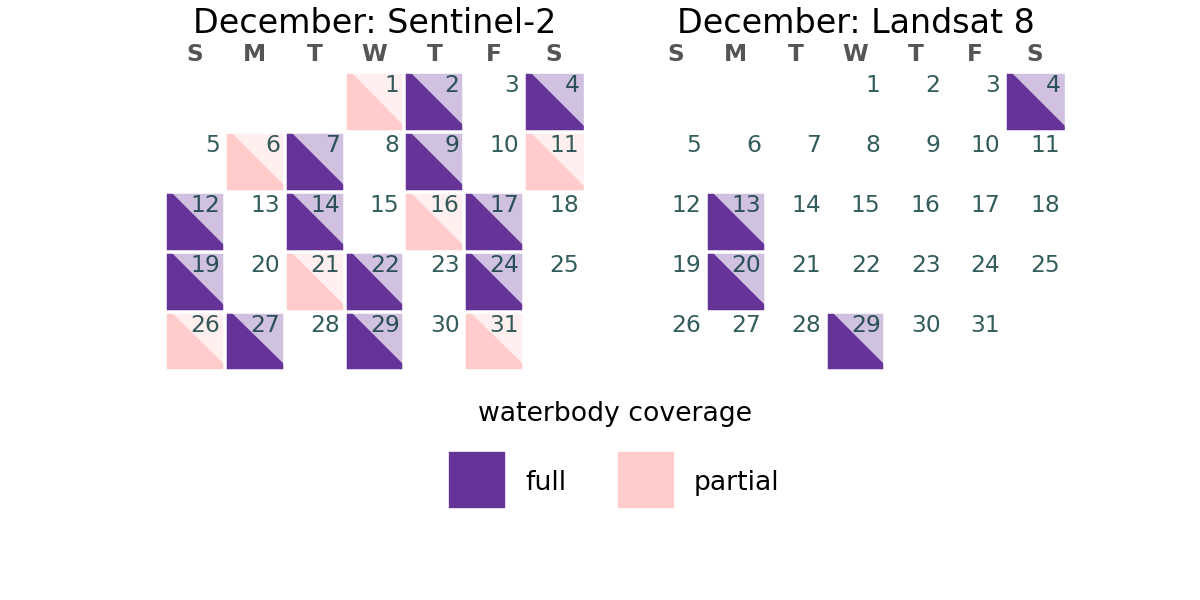 December: Sentinel-2
S M T W T F S
1 2 3 4
5 6 7 8 9 10 11
12 13 14 15 16 17 18
19 20 21 22 23 24 25
26 27 28 29 30 31
December: Landsat 8
S M T W T F S
1 2 3 4
5 6 7 8 9 10 11
12 13 14 15 16 17 18
19 20 21 22 23 24 25
26 27 28 29 30 31
waterbody coverage
full
partial